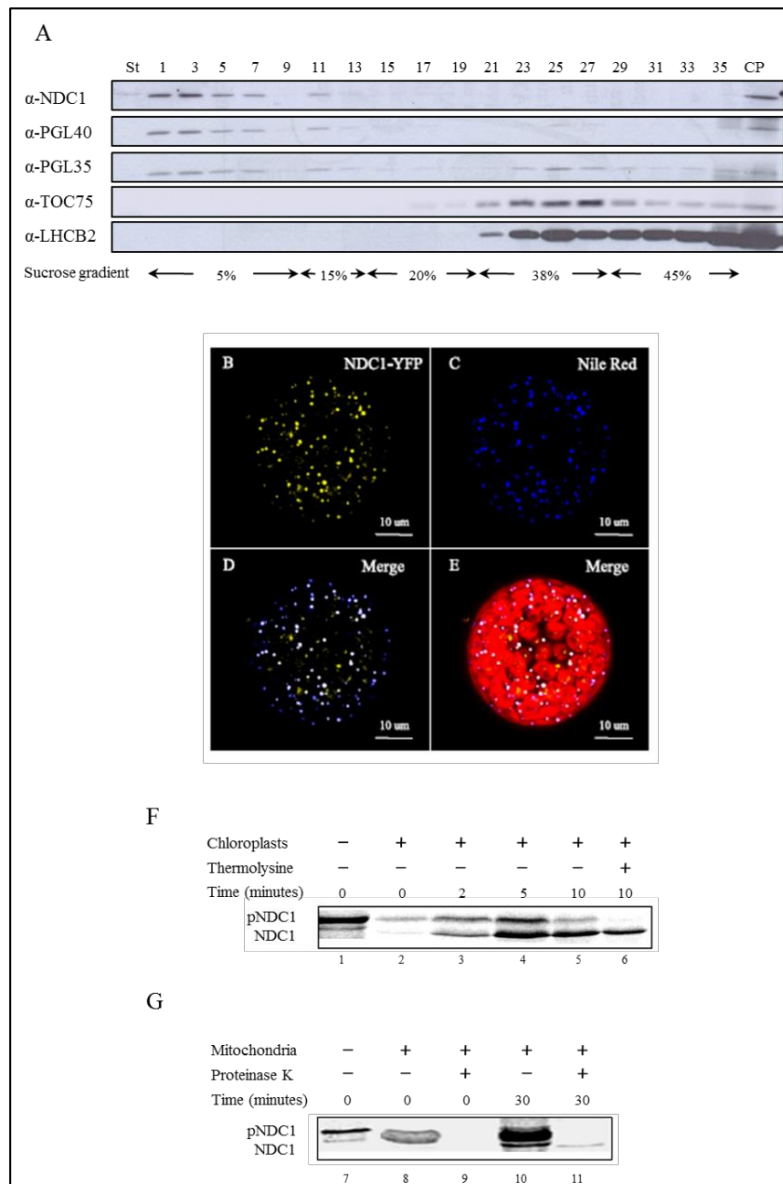 A
St 1 3 5 7 9 11 13 15 17 19 21 23 25 27 29 31 33 35 CP
α-NDC1
α-PGL40
α-PGL35
α-TOC75
α-LHCB2
Sucrose gradient 5% 15% 20% 38% 45%
B NDC1-YFP C Nile Red
10 um 10 um
D Merge E Merge
10 um 10 um
F
Chloroplasts – + + + + +
Thermolysine – – – – – +
Time (minutes) 0 0 2 5 10 10
pNDC1
NDC1
1 2 3 4 5 6
G
Mitochondria – + + + +
Proteinase K – – + – +
Time (minutes) 0 0 0 30 30
pNDC1
NDC1
7 8 9 10 11